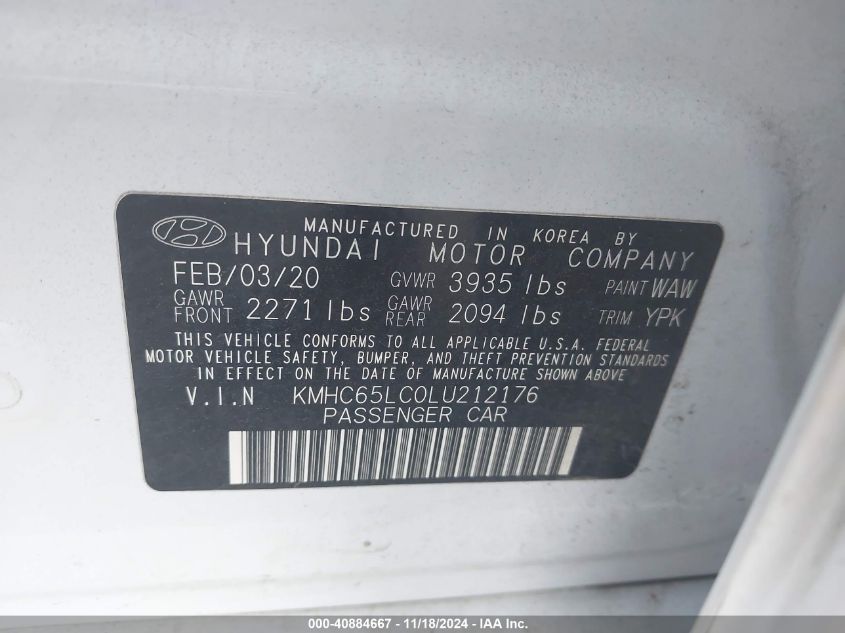 MANUFACTURED IN KOREA BY
HYUNDAI MOTOR COMPANY
FEB/03/20 GVWR 3935 lbs PAINT WAW
GAWR FRONT 2271 lbs GAWR REAR 2094 lbs TRIM YPK
THIS VEHICLE CONFORMS TO ALL APPLICABLE U.S.A. FEDERAL
MOTOR VEHICLE SAFETY, BUMPER, AND THEFT PREVENTION STANDARDS
IN EFFECT ON THE DATE OF MANUFACTURE SHOWN ABOVE
V.I.N KMHC65LC0LU212176
PASSENGER CAR
000-40884667 - 11/18/2024 - IAA Inc.